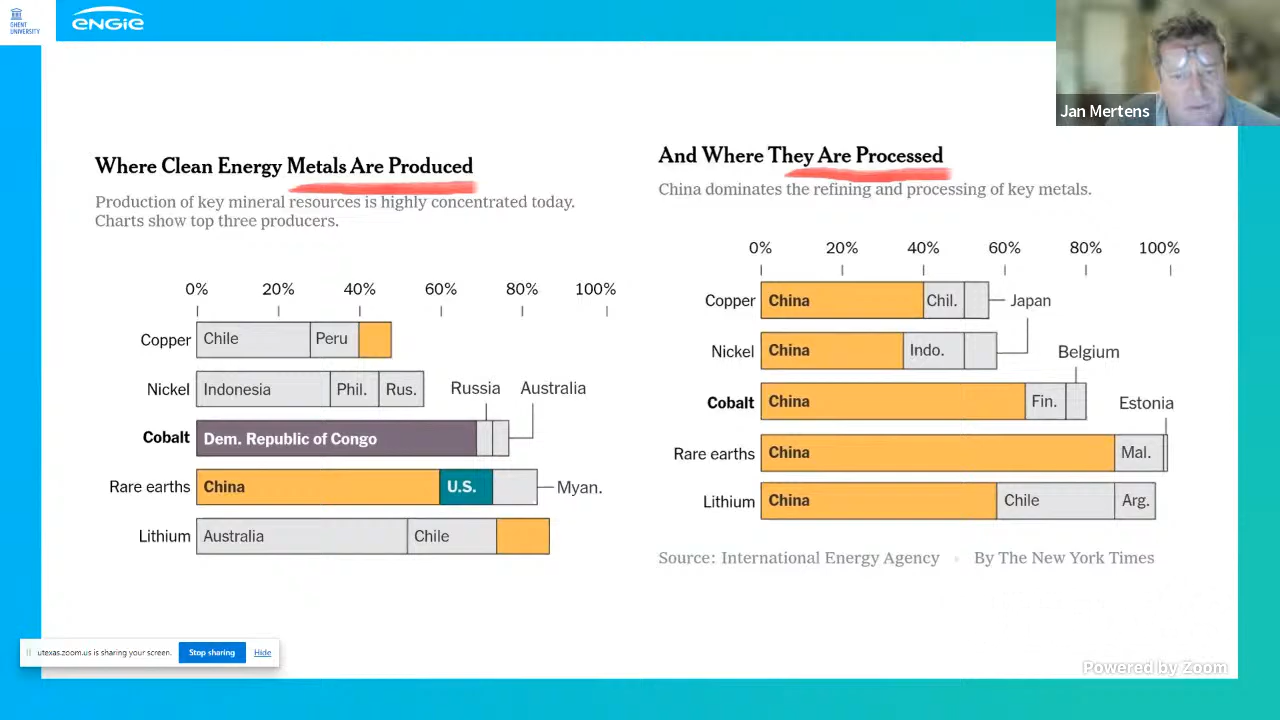 GHENT
UNIVERSITY
ENGIE
Jan Mertens
Where Clean Energy Metals Are Produced
Production of key mineral resources is highly concentrated today.
Charts show top three producers.
0% 20% 40% 60% 80% 100%
Copper Chile Peru
Nickel Indonesia Phil. Rus.
Russia Australia
Cobalt Dem. Republic of Congo
Rare earths China U.S. Myan.
Lithium Australia Chile
And Where They Are Processed
China dominates the refining and processing of key metals.
0% 20% 40% 60% 80% 100%
Copper China Chil. Japan
Nickel China Indo.
Belgium
Cobalt China Fin.
Estonia
Rare earths China Mal.
Lithium China Chile Arg.
Source: International Energy Agency • By The New York Times
utexas.zoom.us is sharing your screen. Stop sharing Hide
Powered by Zoom